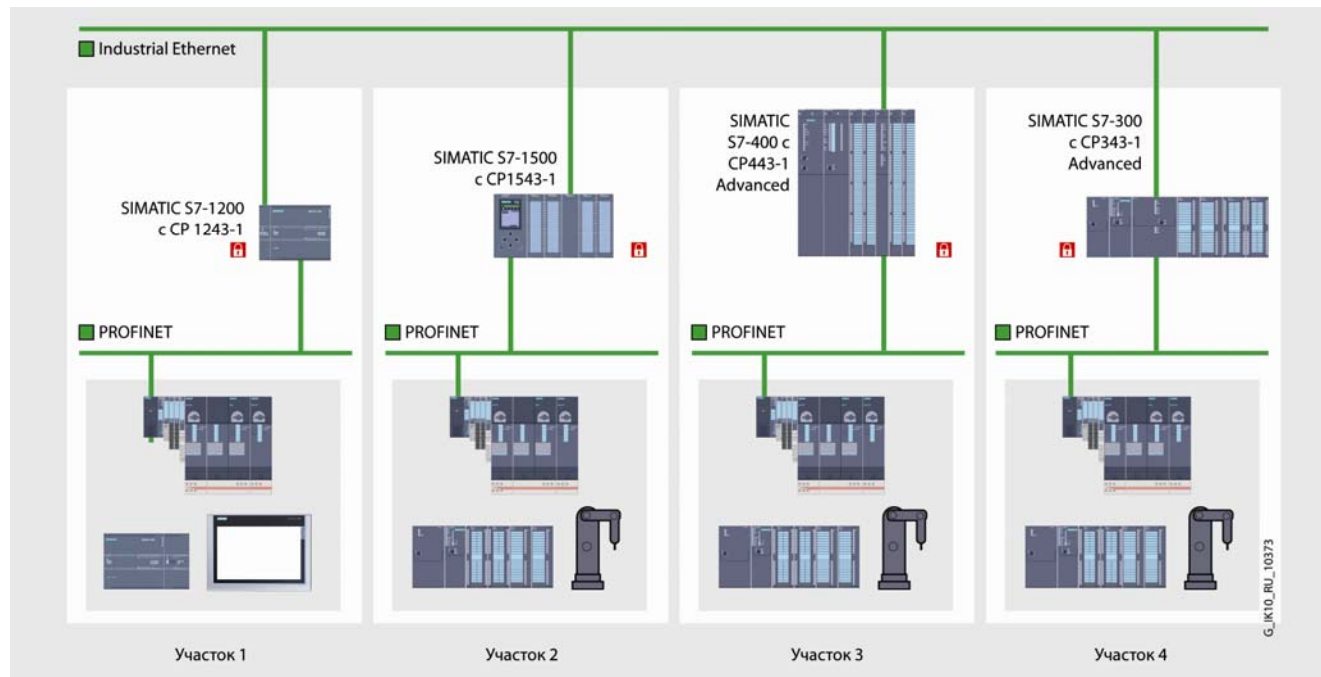 Industrial Ethernet
SIMATIC S7-1200
с CP 1243-1
PROFINET
Участок 1
SIMATIC S7-1500
с CP1543-1
PROFINET
Участок 2
SIMATIC
S7-400 с
CP443-1
Advanced
PROFINET
Участок 3
SIMATIC S7-300
с CP343-1
Advanced
PROFINET
Участок 4
G_IK10_RU_10373